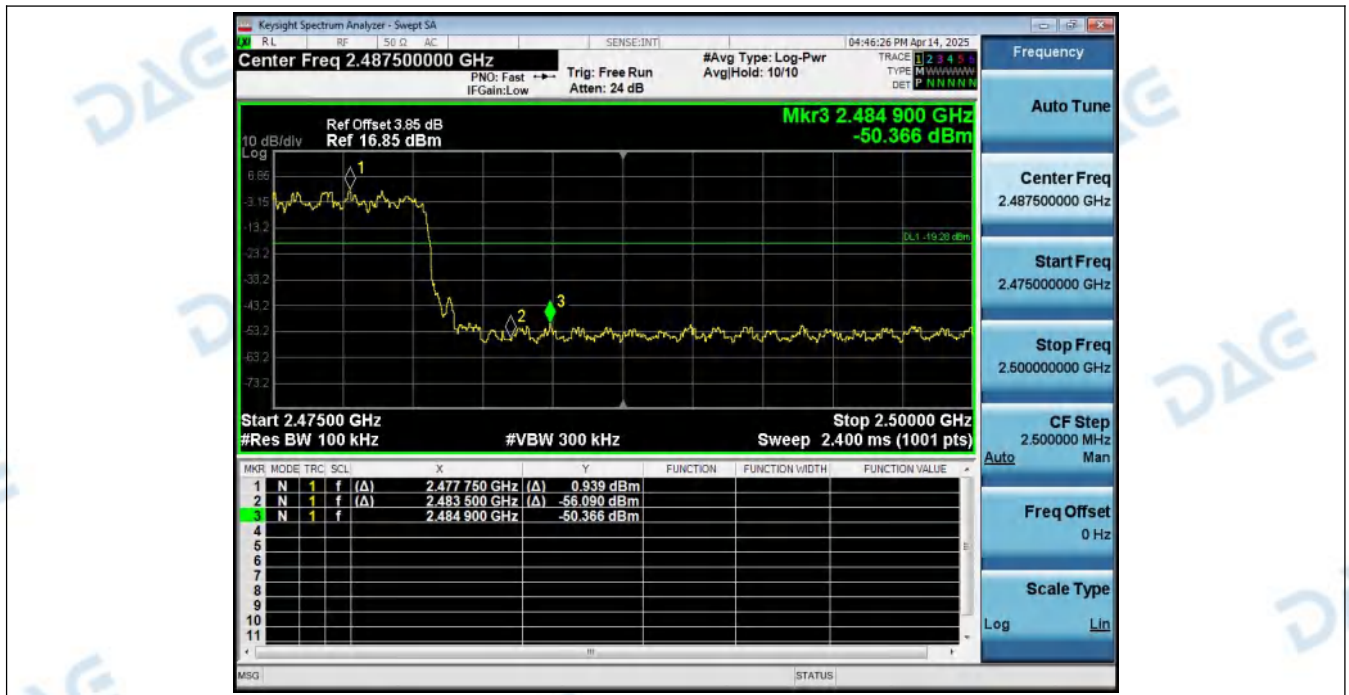 Keysight Spectrum Analyzer - Swept SA
LXI RL RF 50 Ω AC SENSE:INT 04:46:26 PM Apr 14, 2025
Center Freq 2.487500000 GHz
PNO: Fast
IFGain:Low
Trig: Free Run
Atten: 24 dB
#Avg Type: Log-Pwr
Avg|Hold: 10/10
TRACE 1 2 3 4 5 6
TYPE M WWWWW
DET P N N N N N
Mkr3 2.484 900 GHz
-50.366 dBm
Ref Offset 3.85 dB
10 dB/div Ref 16.85 dBm
Log
6.85
-3.15
-13.2
-23.2
-33.2
-43.2
-53.2
-63.2
-73.2
1
2
3
DL1 -19.28 dBm
Start 2.47500 GHz Stop 2.50000 GHz
#Res BW 100 kHz #VBW 300 kHz Sweep 2.400 ms (1001 pts)
MKR MODE TRC SCL X Y FUNCTION FUNCTION WIDTH FUNCTION VALUE
1 N 1 f (Δ) 2.477 750 GHz (Δ) 0.939 dBm
2 N 1 f (Δ) 2.483 500 GHz (Δ) -56.090 dBm
3 N 1 f 2.484 900 GHz -50.366 dBm
4
5
6
7
8
9
10
11
MSG STATUS
Frequency
Auto Tune
Center Freq
2.487500000 GHz
Start Freq
2.475000000 GHz
Stop Freq
2.500000000 GHz
CF Step
2.500000 MHz
Auto Man
Freq Offset
0 Hz
Scale Type
Log Lin
DAG
DAG
DAG
DAG